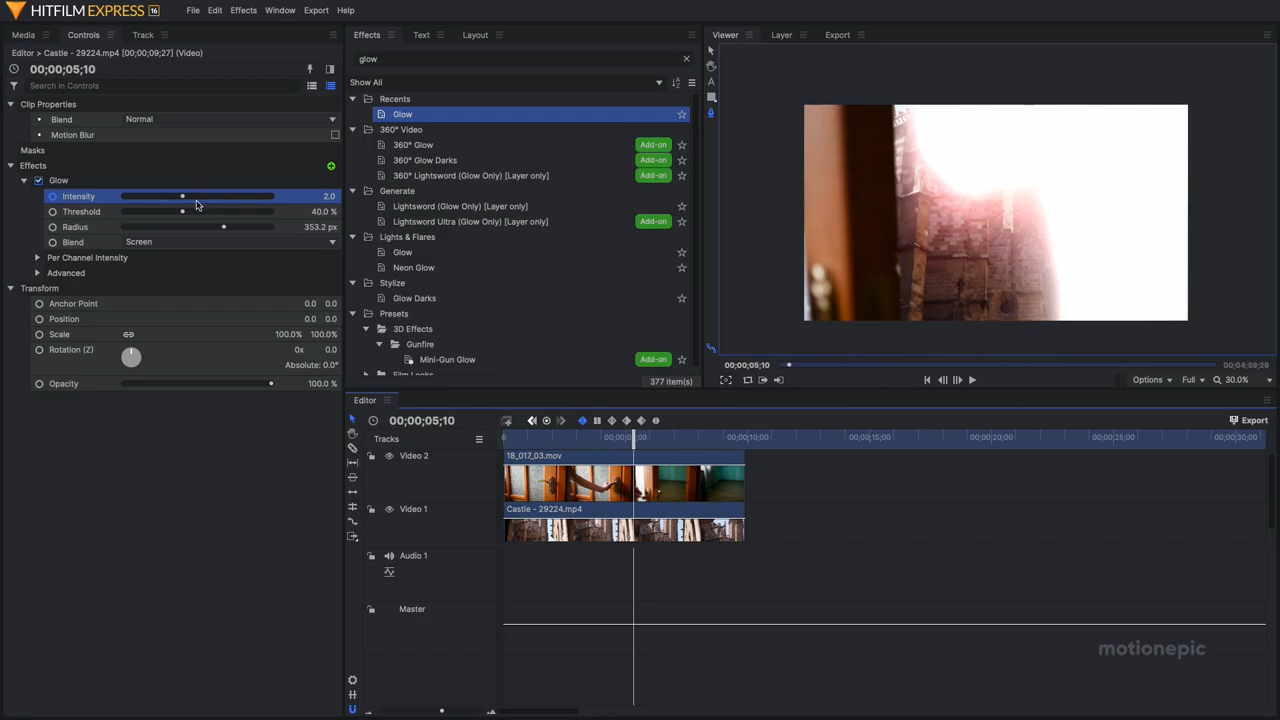 HITFILM EXPRESS 16 File Edit Effects Window Export Help
Media Controls Track
Editor > Castle - 29224.mp4 [00;00;09;27] (Video)
00;00;05;10
Search in Controls
Clip Properties
Blend Normal
Motion Blur
Masks
Effects
Glow
Intensity 2.0
Threshold 40.0 %
Radius 353.2 px
Blend Screen
Per Channel Intensity
Advanced
Transform
Anchor Point 0.0 0.0
Position 0.0 0.0
Scale 100.0% 100.0%
Rotation (Z) 0x 0.0
Absolute: 0.0°
Opacity 100.0 %
Effects Text Layout
glow
Show All
Recents
Glow
360° Video
360° Glow Add-on
360° Glow Darks Add-on
360° Lightsword (Glow Only) [Layer only] Add-on
Generate
Lightsword (Glow Only) [Layer only]
Lightsword Ultra (Glow Only) [Layer only] Add-on
Lights & Flares
Glow
Neon Glow
Stylize
Glow Darks
Presets
3D Effects
Gunfire
Mini-Gun Glow Add-on
377 item(s)
Viewer Layer Export
00;00;05;10 00;04;59;29
Options Full 30.0%
Editor
00;00;05;10 Export
Tracks 0 00;00;10;00 00;00;15;00 00;00;20;00 00;00;25;00 00;00;30;00
Video 2 18_017_03.mov
Video 1 Castle - 29224.mp4
Audio 1
Master
motionepic